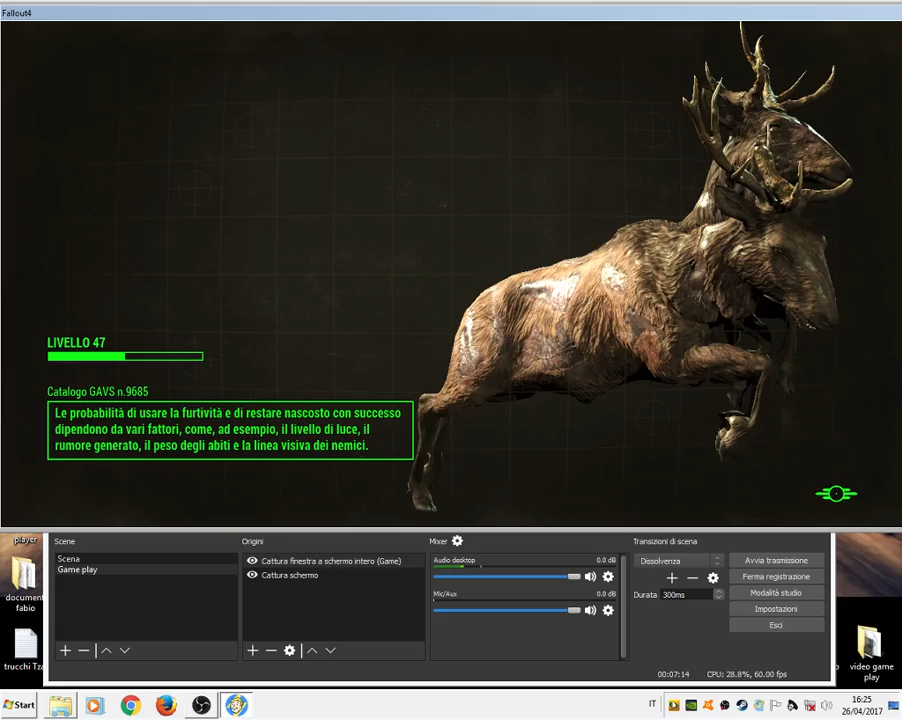 Fallout4
LIVELLO 47
Catalogo GAVS n.9685
Le probabilità di usare la furtività e di restare nascosto con successo
dipendono da vari fattori, come, ad esempio, il livello di luce, il
rumore generato, il peso degli abiti e la linea visiva dei nemici.
player
document
fabio
trucchi Tza
Scene
Scena
Game play
Origini
Cattura finestra a schermo intero (Game)
Cattura schermo
Mixer
Audio desktop 0.0 dB
Mic/Aux 0.0 dB
Transizioni di scena
Dissolvenza
Durata 300ms
Avvia trasmissione
Ferma registrazione
Modalità studio
Impostazioni
Esci
00:07:14 CPU: 28.8%, 60.00 fps
video game
play
Start
IT
16:25
26/04/2017